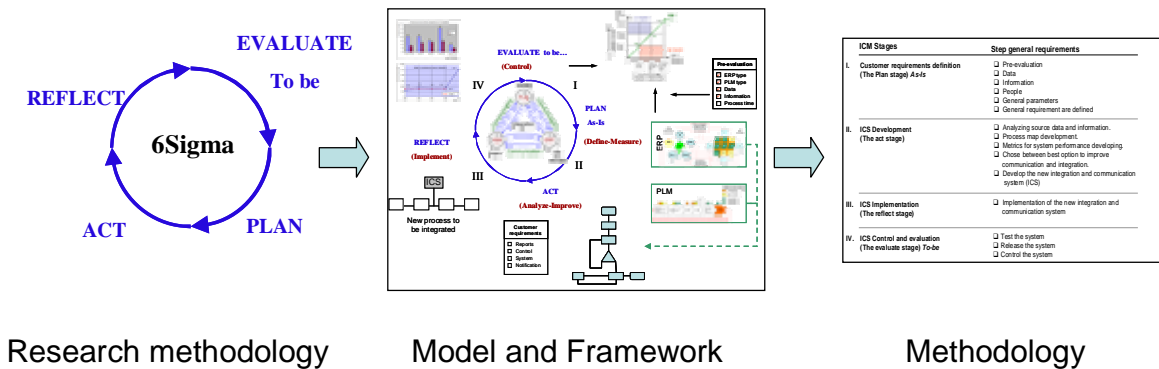 EVALUATE
To be
REFLECT
6Sigma
ACT
PLAN
EVALUATE to be…
(Control)
IV
I
PLAN
As-Is
(Define-Measure)
REFLECT
(Implement)
III
II
ACT
(Analyze-Improve)
ICS
New process to
be integrated
Customer
requirements
Reports
Control
System
Notification
Pre-evaluation
ERP type
PLM type
Data
Information
Process time
ERP
PLM
ICM Stages Step general requirements
I. Customer requirements definition
(The Plan stage) As-Is
Pre-evaluation
Data
Information
People
General parameters
General requirement are defined
II. ICS Development
(The act stage)
Analyzing source data and information.
Process map development.
Metrics for system performance developing.
Chose between best option to improve
communication and integration.
Develop the new integration and communication
system (ICS)
III. ICS Implementation
(The reflect stage)
Implementation of the new integration and
communication system
IV. ICS Control and evaluation
(The evaluate stage) To-be
Test the system
Release the system
Control the system
Research methodology
Model and Framework
Methodology